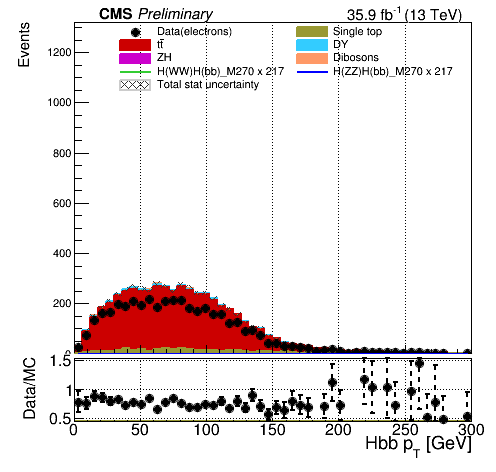 CMS Preliminary 35.9 fb⁻¹ (13 TeV)
Data(electrons) Single top
tt̄ DY
ZH Dibosons
H(WW)H(bb)_M270 x 217 H(ZZ)H(bb)_M270 x 217
Total stat uncertainty
Events
1200
1000
800
600
400
200
0
Data/MC
1.5
1
0.5
0 50 100 150 200 250 300
Hbb p_T [GeV]